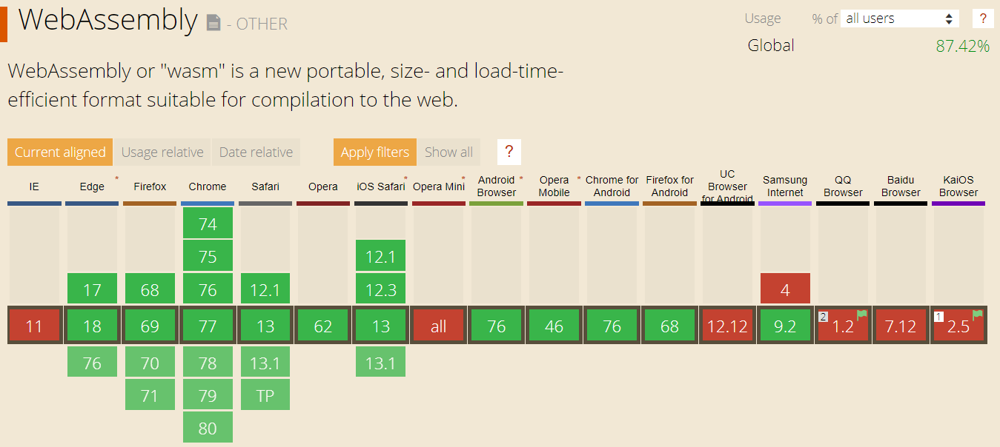 WebAssembly - OTHER
Usage % of all users ?
Global 87.42%
WebAssembly or "wasm" is a new portable, size- and load-time-
efficient format suitable for compilation to the web.
Current aligned Usage relative Date relative Apply filters Show all ?
IE
Edge *
Firefox
Chrome
Safari
Opera
iOS Safari *
Opera Mini *
Android *
Browser
Opera *
Mobile
Chrome for
Android
Firefox for
Android
UC
Browser
for Android
Samsung
Internet
QQ
Browser
Baidu
Browser
KaiOS
Browser
74
75 12.1
17 68 76 12.1 12.3 4
11 18 69 77 13 62 13 all 76 46 76 68 12.12 9.2 2 1.2 7.12 1 2.5
76 70 78 13.1 13.1
71 79 TP
80